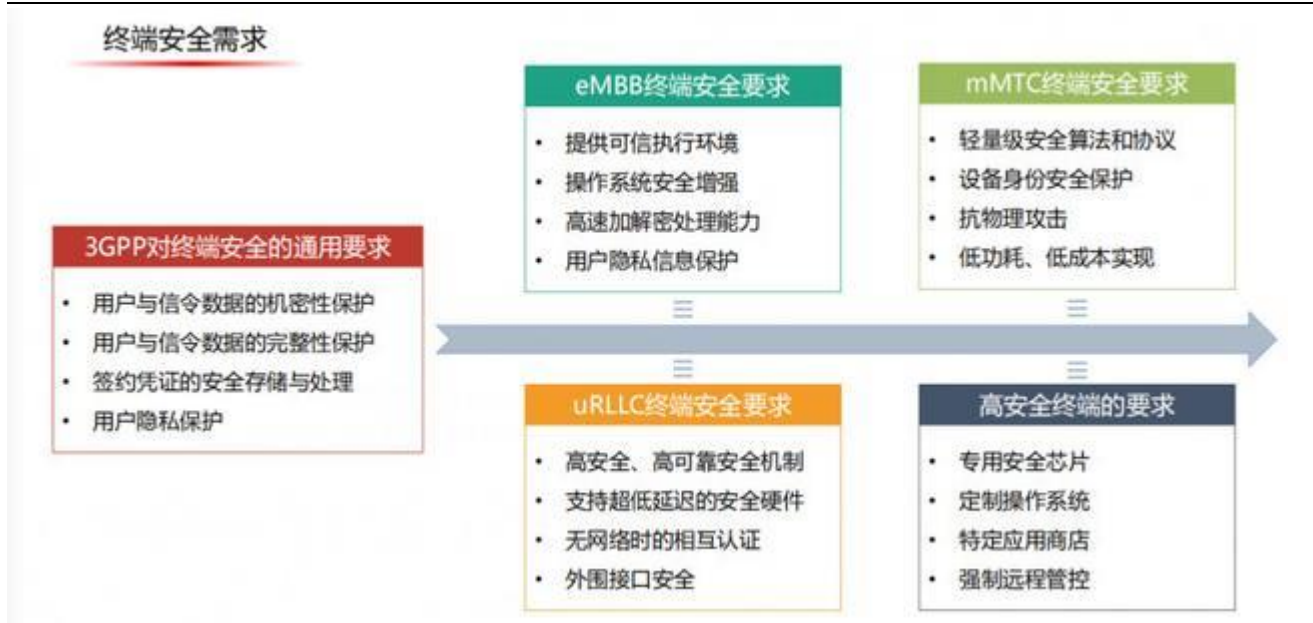 终端安全需求
3GPP对终端安全的通用要求
• 用户与信令数据的机密性保护
• 用户与信令数据的完整性保护
• 签约凭证的安全存储与处理
• 用户隐私保护
eMBB终端安全要求
• 提供可信执行环境
• 操作系统安全增强
• 高速加解密处理能力
• 用户隐私信息保护
mMTC终端安全要求
• 轻量级安全算法和协议
• 设备身份安全保护
• 抗物理攻击
• 低功耗、低成本实现
uRLLC终端安全要求
• 高安全、高可靠安全机制
• 支持超低延迟的安全硬件
• 无网络时的相互认证
• 外围接口安全
高安全终端的要求
• 专用安全芯片
• 定制操作系统
• 特定应用商店
• 强制远程管控